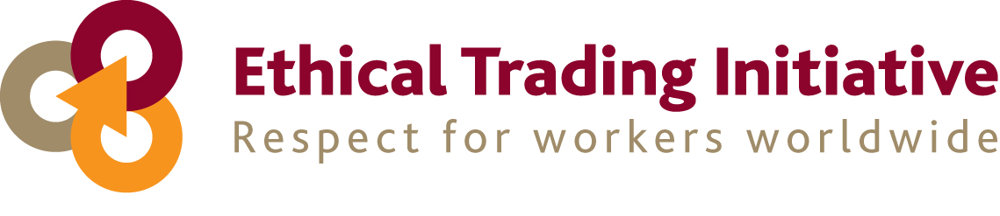 Ethical Trading Initiative
Respect for workers worldwide